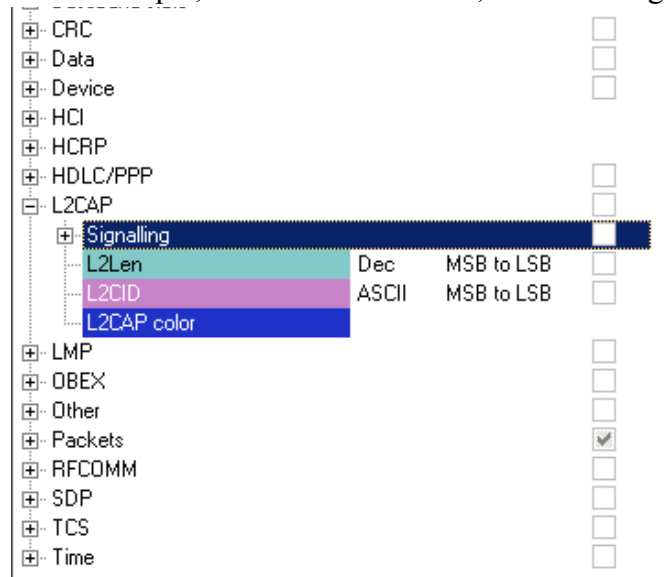 CRC
Data
Device
HCI
HCRP
HDLC/PPP
L2CAP
Signalling
L2Len Dec MSB to LSB
L2CID ASCII MSB to LSB
L2CAP color
LMP
OBEX
Other
Packets
RFCOMM
SDP
TCS
Time